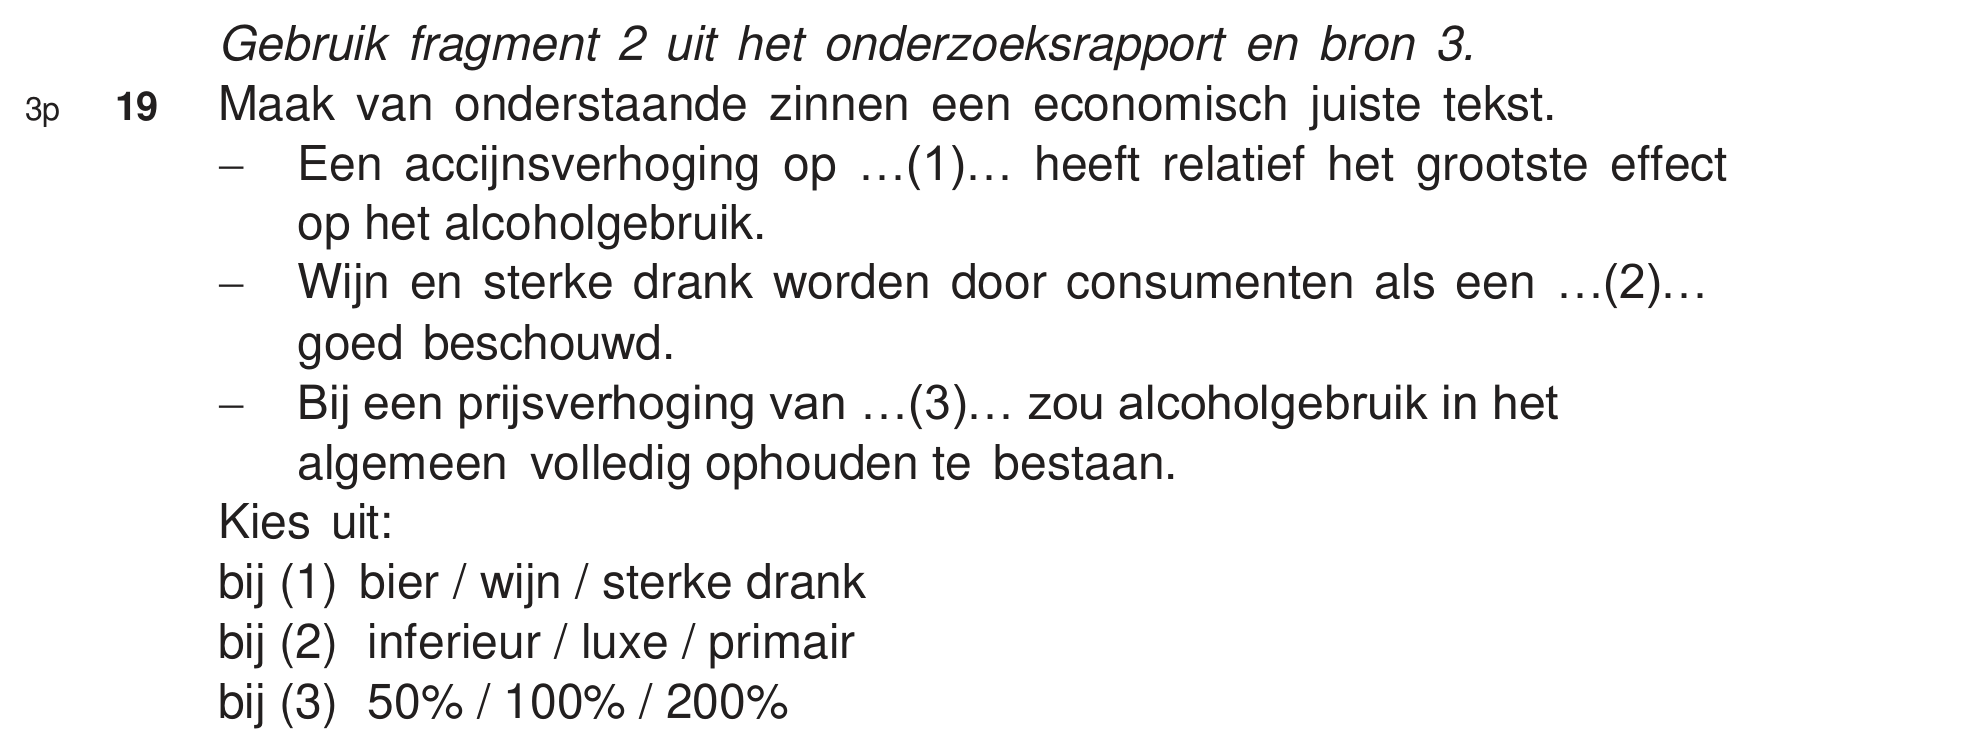 Gebruik fragment 2 uit het onderzoeksrapport en bron 3.
3p 19 Maak van onderstaande zinnen een economisch juiste tekst.
– Een accijnsverhoging op …(1)… heeft relatief het grootste effect
op het alcoholgebruik.
– Wijn en sterke drank worden door consumenten als een …(2)…
goed beschouwd.
– Bij een prijsverhoging van …(3)… zou alcoholgebruik in het
algemeen volledig ophouden te bestaan.
Kies uit:
bij (1) bier / wijn / sterke drank
bij (2) inferieur / luxe / primair
bij (3) 50% / 100% / 200%